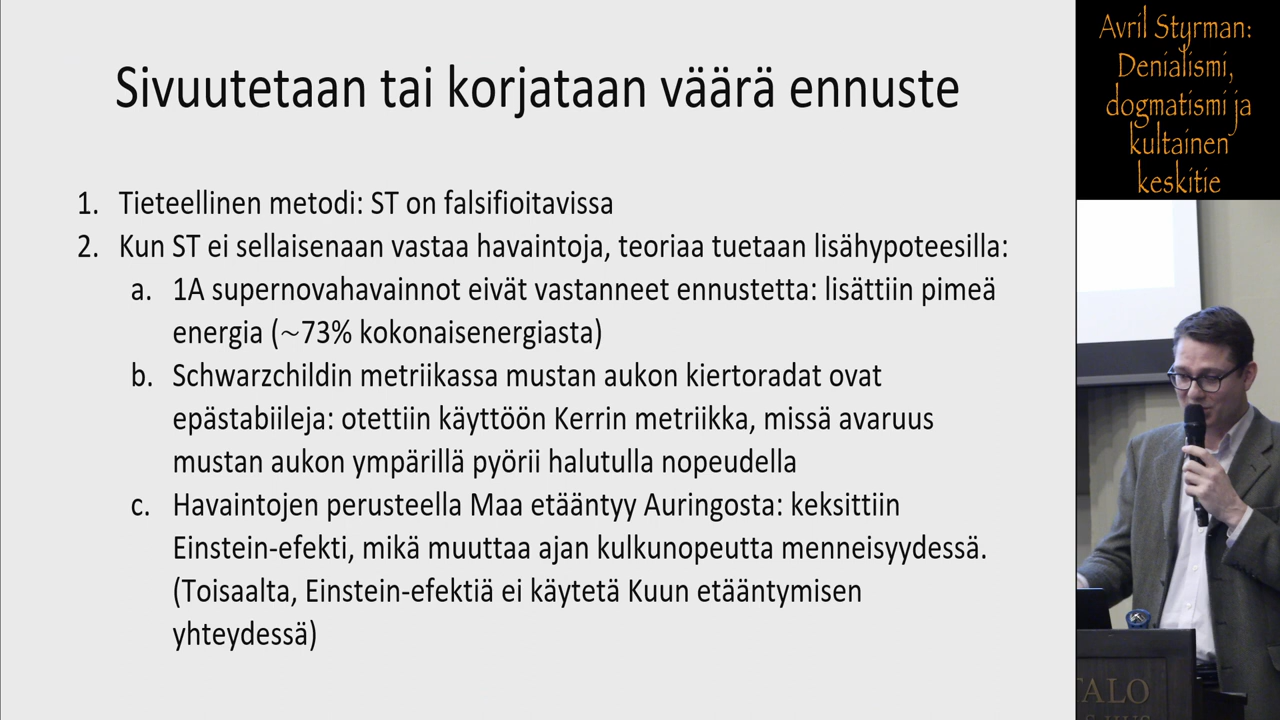 Sivuutetaan tai korjataan väärä ennuste
1. Tieteellinen metodi: ST on falsifioitavissa
2. Kun ST ei sellaisenaan vastaa havaintoja, teoriaa tuetaan lisähypoteesilla:
a. 1A supernovahavainnot eivät vastanneet ennustetta: lisättiin pimeä
energia (~73% kokonaisenergiasta)
b. Schwarzchildin metriikassa mustan aukon kiertoradat ovat
epästabiileja: otettiin käyttöön Kerrin metriikka, missä avaruus
mustan aukon ympärillä pyörii halutulla nopeudella
c. Havaintojen perusteella Maa etääntyy Auringosta: keksittiin
Einstein-efekti, mikä muuttaa ajan kulkunopeutta menneisyydessä.
(Toisaalta, Einstein-efektiä ei käytetä Kuun etääntymisen
yhteydessä)
Avril Styrman:
Denialismi,
dogmatismi ja
kultainen
keskitie
TALO